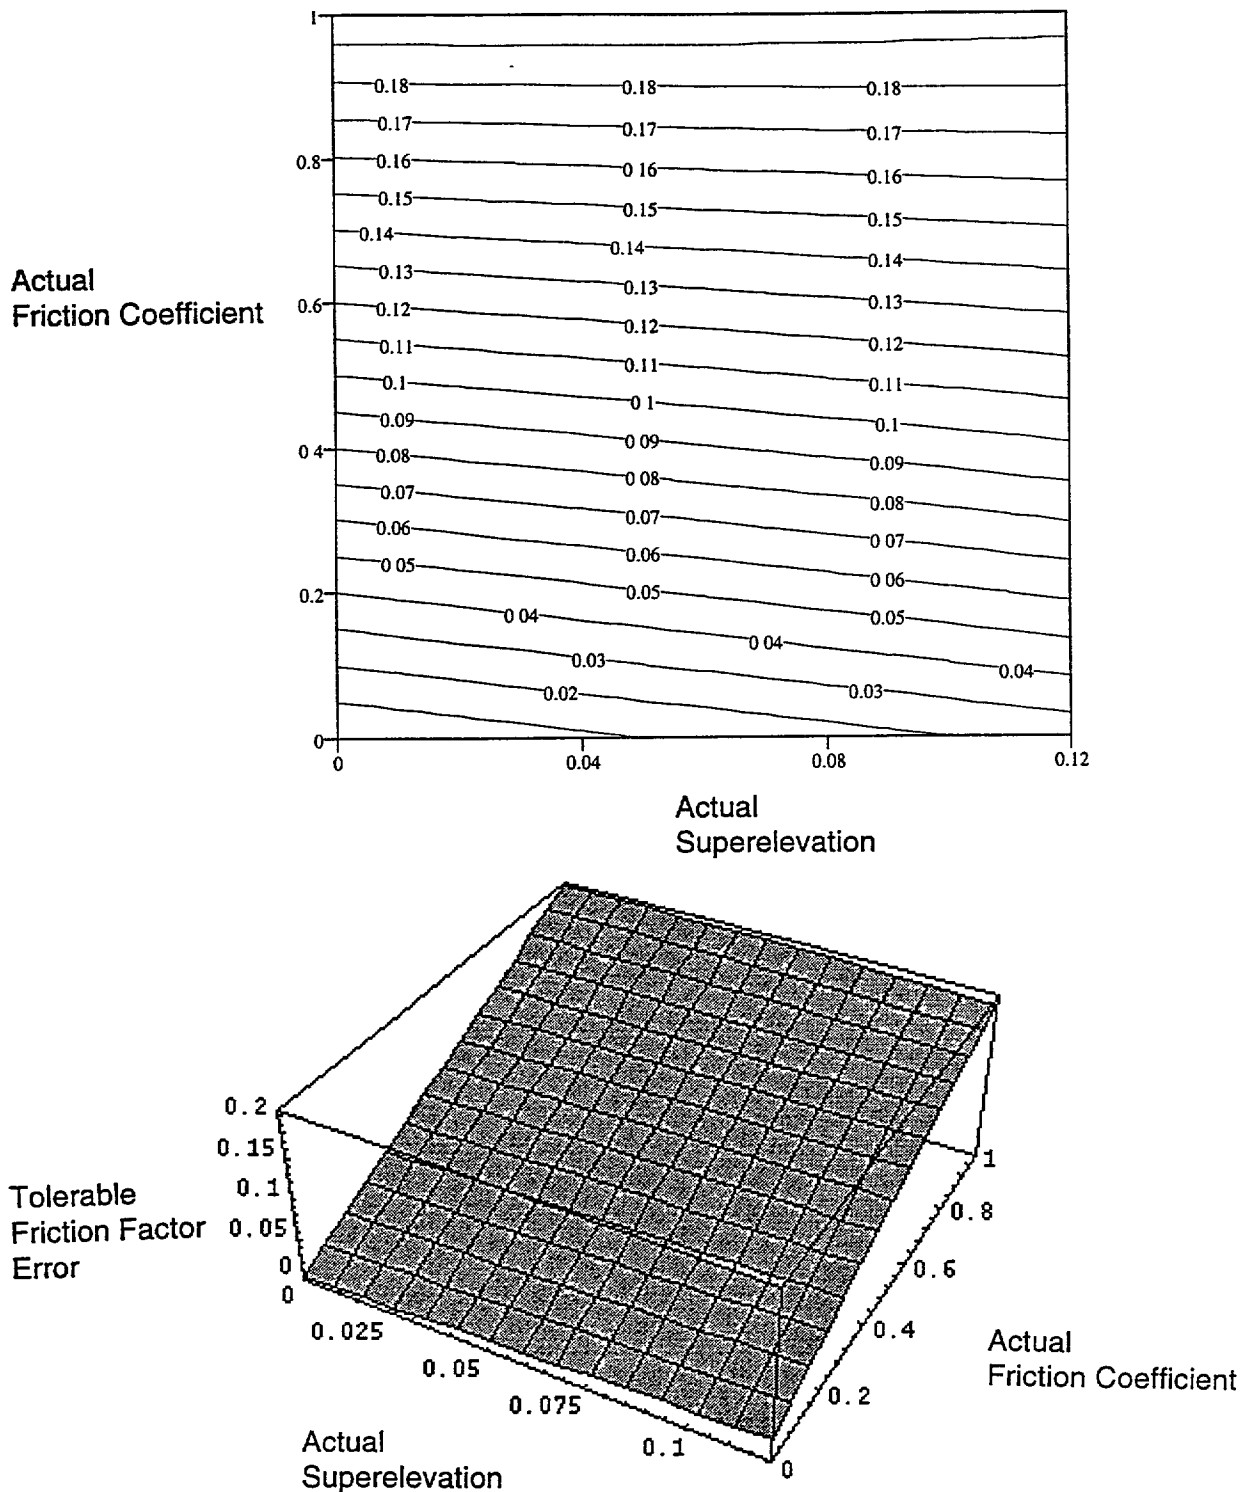 1
0.18 0.18 0.18
0.17 0.17 0.17
0.8 0.16 0 16 0.16
0.15 0.15 0.15
0.14 0.14 0.14
Actual
Friction Coefficient
0.13 0.13 0.13
0.6 0.12 0.12 0.12
0.11 0.11 0.11
0.1 0 1 0.1
0.09 0 09 0.09
0 4 0.08 0 08 0.08
0.07 0.07 0 07
0.06 0.06 0 06
0 05 0.05 0.05
0.2 0 04 0 04 0.04
0.03 0.03
0.02
0
0 0.04 0.08 0.12
Actual
Superelevation
0.2
0.15
0.1
0.05
0
Tolerable
Friction Factor
Error
0
0.025
0.05
0.075
0.1
Actual
Superelevation
1
0.8
0.6
0.4
0.2
0
Actual
Friction Coefficient